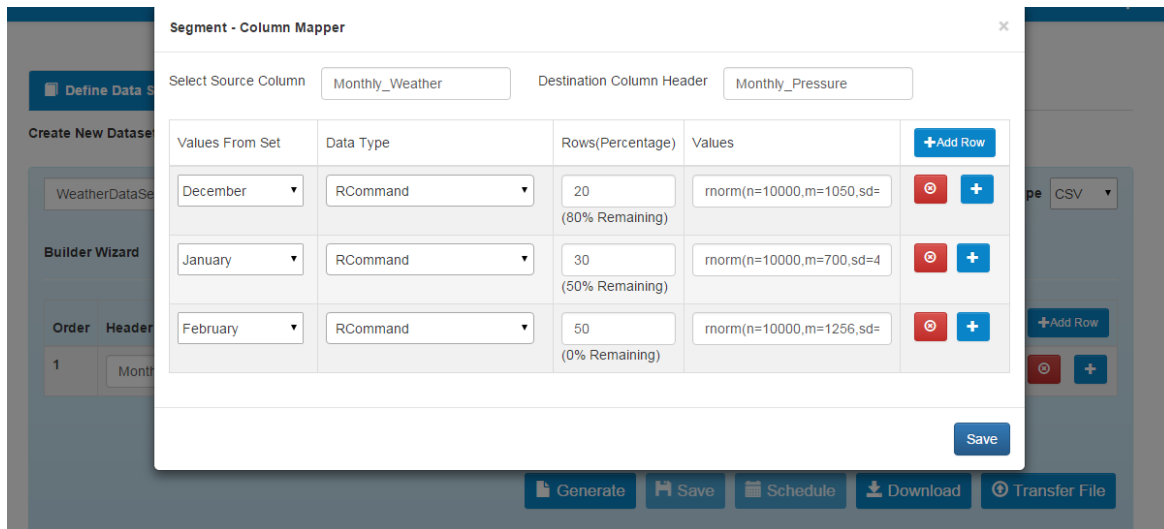 Segment - Column Mapper ×
Select Source Column Monthly_Weather Destination Column Header Monthly_Pressure
Define Data S
Create New Datase
Values From Set Data Type Rows(Percentage) Values +Add Row
WeatherDataSe December RCommand 20 rnorm(n=10000,m=1050,sd= pe CSV
(80% Remaining)
Builder Wizard January RCommand 30 rnorm(n=10000,m=700,sd=4
(50% Remaining)
Order Header February RCommand 50 rnorm(n=10000,m=1256,sd= +Add Row
(0% Remaining)
1 Month
Save
Generate Save Schedule Download Transfer File